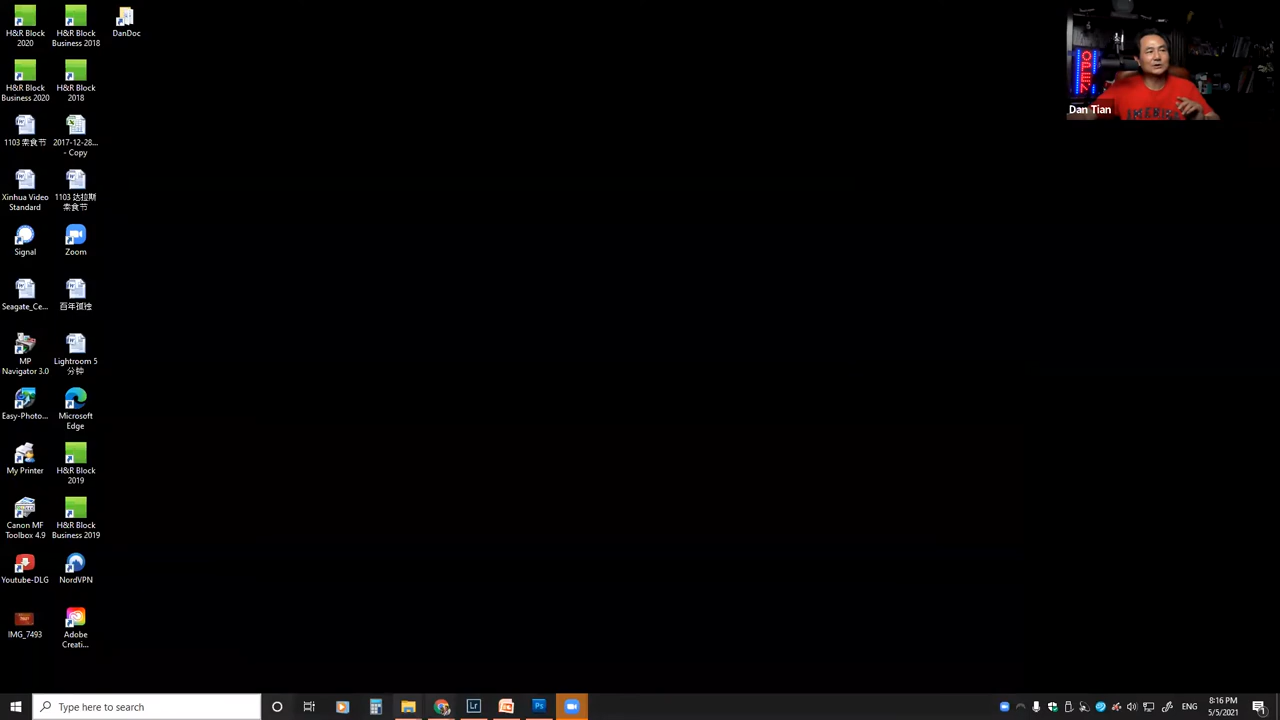 H&R Block
2020
H&R Block
Business 2018
DanDoc
H&R Block
Business 2020
H&R Block
2018
1103 素食节
2017-12-28...
- Copy
Xinhua Video
Standard
1103 达拉斯
素食节
Signal
Zoom
Seagate_Ce...
百年孤独
MP
Navigator 3.0
Lightroom 5
分钟
Easy-Photo...
Microsoft
Edge
My Printer
H&R Block
2019
Canon MF
Toolbox 4.9
H&R Block
Business 2019
Youtube-DLG
NordVPN
IMG_7493
Adobe
Creati...
OPEN
Dan Tian
Type here to search
Lr
Ps
ENG
8:16 PM
5/5/2021